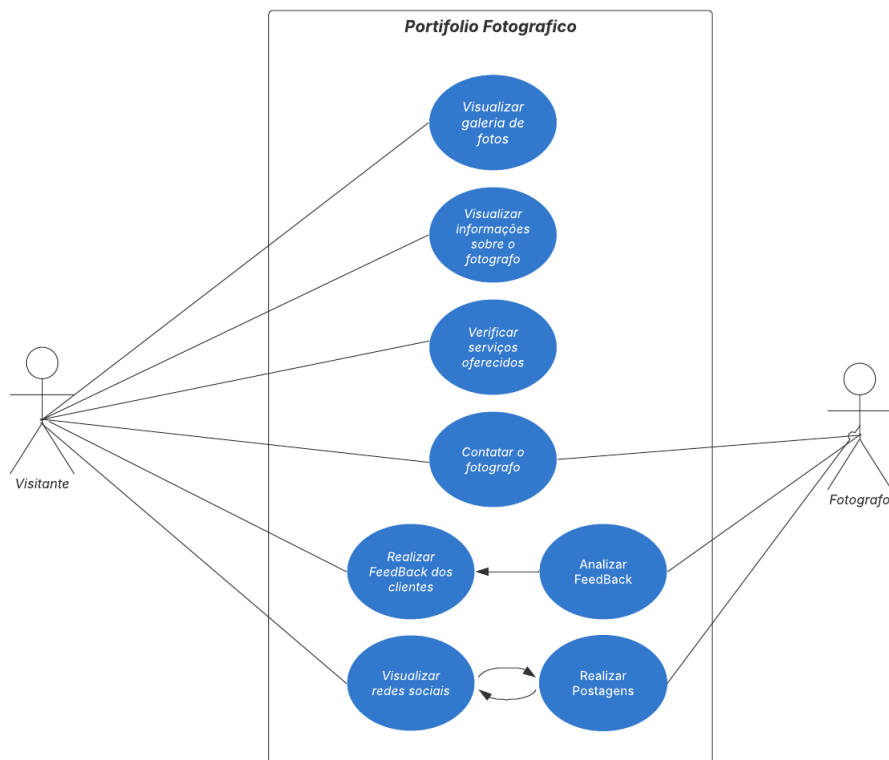 Portifolio Fotografico
Visualizar
galeria de
fotos
Visualizar
informações
sobre o
fotografo
Verificar
serviços
oferecidos
Contatar o
fotografo
Visitante
Fotografo
Realizar
FeedBack dos
clientes
Analizar
FeedBack
Visualizar
redes sociais
Realizar
Postagens